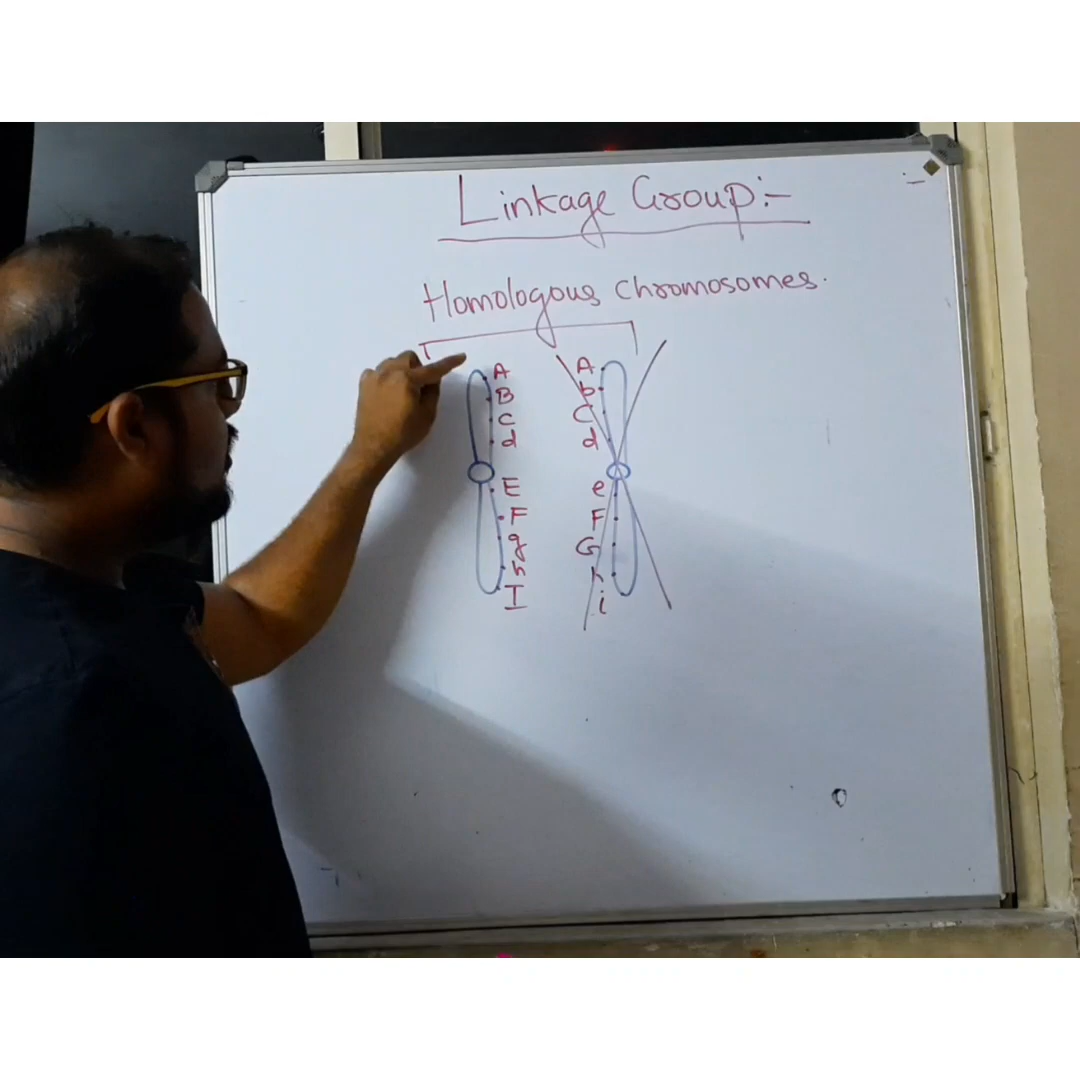 Linkage Group:-
Homologous chromosomes.
A A
B b
C C
d d
E e
F F
g G
h h
I i